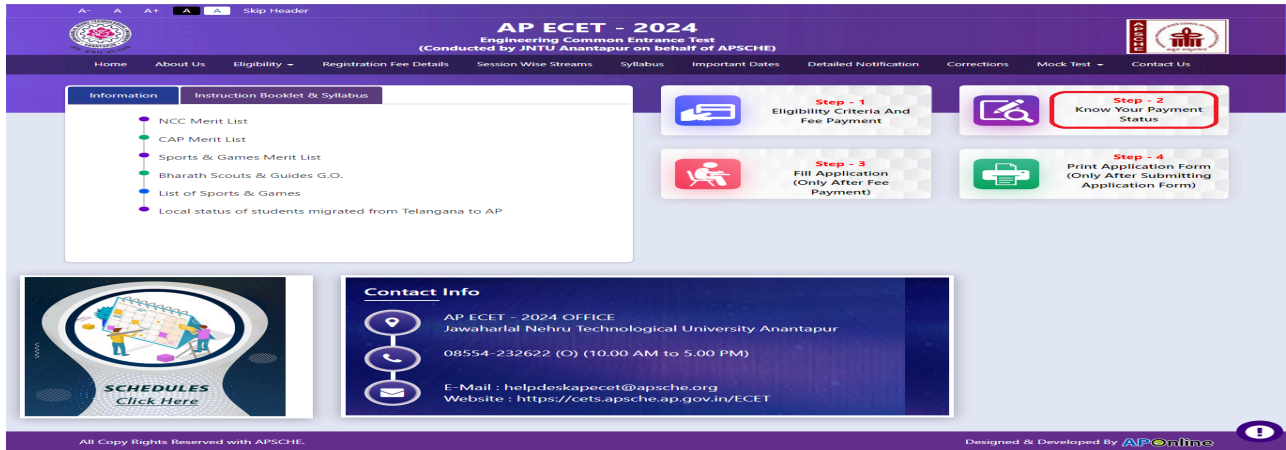 A- A A+ A A Skip Header
AP ECET - 2024
Engineering Common Entrance Test
(Conducted by JNTU Anantapur on behalf of APSCHE)
APSCHE
Home About Us Eligibility Registration Fee Details Session Wise Streams Syllabus Important Dates Detailed Notification Corrections Mock Test Contact Us
Information Instruction Booklet & Syllabus
NCC Merit List
CAP Merit List
Sports & Games Merit List
Bharath Scouts & Guides G.O.
List of Sports & Games
Local status of students migrated from Telangana to AP
Step - 1
Eligibility Criteria And
Fee Payment
Step - 2
Know Your Payment
Status
Step - 3
Fill Application
(Only After Fee
Payment)
Step - 4
Print Application Form
(Only After Submitting
Application Form)
SCHEDULES
Click Here
Contact Info
AP ECET - 2024 OFFICE
Jawaharlal Nehru Technological University Anantapur
08554-232622 (O) (10.00 AM to 5.00 PM)
E-Mail : helpdeskapecet@apsche.org
Website : https://cets.apsche.ap.gov.in/ECET
All Copy Rights Reserved with APSCHE.
Designed & Developed By APOnline